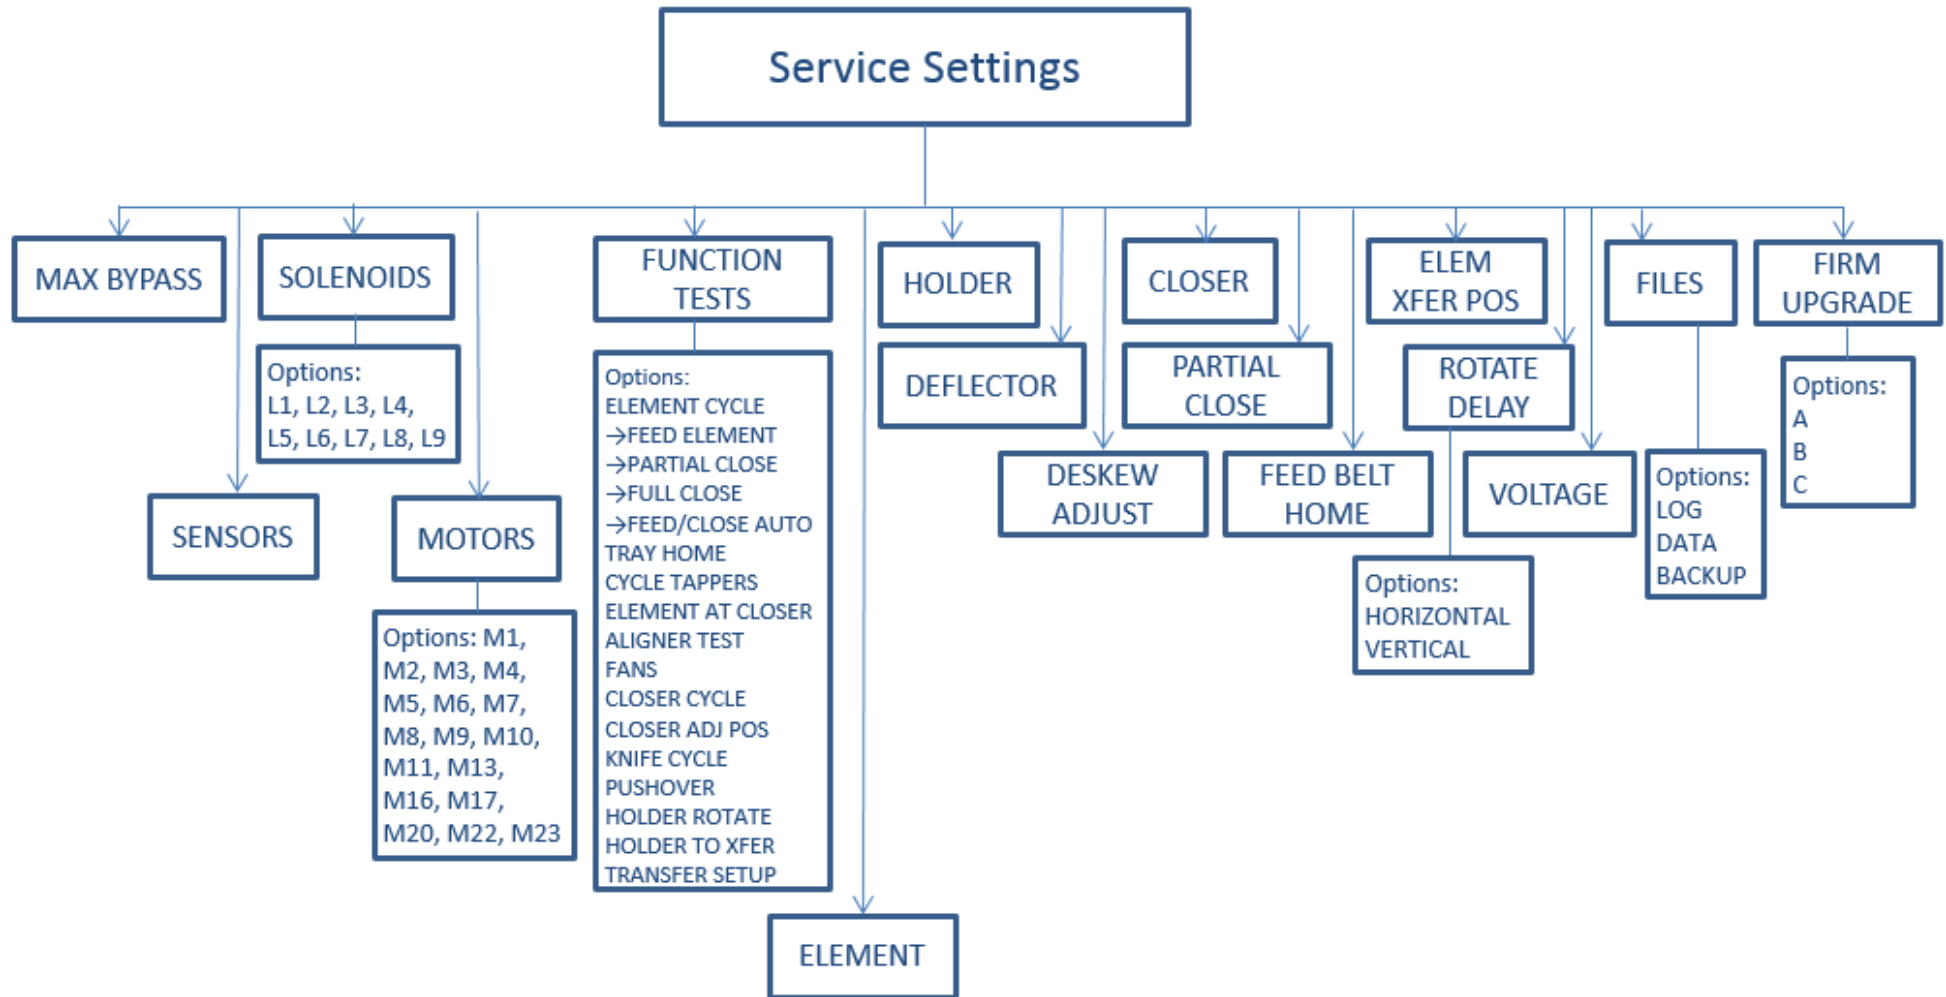 Service Settings
MAX BYPASS
SOLENOIDS
Options:
L1, L2, L3, L4,
L5, L6, L7, L8, L9
SENSORS
MOTORS
Options: M1,
M2, M3, M4,
M5, M6, M7,
M8, M9, M10,
M11, M13,
M16, M17,
M20, M22, M23
FUNCTION
TESTS
Options:
ELEMENT CYCLE
→FEED ELEMENT
→PARTIAL CLOSE
→FULL CLOSE
→FEED/CLOSE AUTO
TRAY HOME
CYCLE TAPPERS
ELEMENT AT CLOSER
ALIGNER TEST
FANS
CLOSER CYCLE
CLOSER ADJ POS
KNIFE CYCLE
PUSHOVER
HOLDER ROTATE
HOLDER TO XFER
TRANSFER SETUP
ELEMENT
HOLDER
DEFLECTOR
DESKEW
ADJUST
CLOSER
PARTIAL
CLOSE
FEED BELT
HOME
ELEM
XFER POS
ROTATE
DELAY
Options:
HORIZONTAL
VERTICAL
VOLTAGE
FILES
Options:
LOG
DATA
BACKUP
FIRM
UPGRADE
Options:
A
B
C